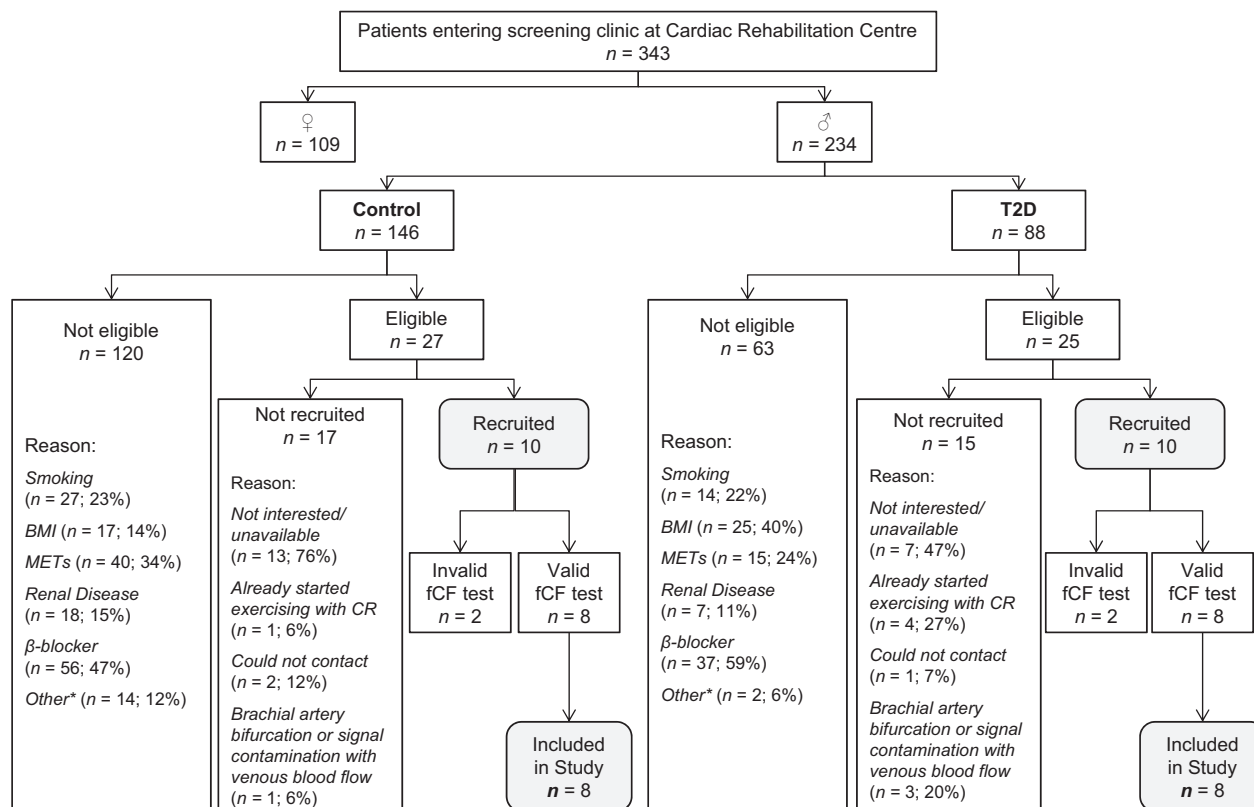 Patients entering screening clinic at Cardiac Rehabilitation Centre
n = 343
♀
n = 109
♂
n = 234
Control
n = 146
T2D
n = 88
Not eligible
n = 120
Reason:
Smoking
(n = 27; 23%)
BMI (n = 17; 14%)
METs (n = 40; 34%)
Renal Disease
(n = 18; 15%)
β-blocker
(n = 56; 47%)
Other* (n = 14; 12%)
Eligible
n = 27
Not recruited
n = 17
Reason:
Not interested/
unavailable
(n = 13; 76%)
Already started
exercising with CR
(n = 1; 6%)
Could not contact
(n = 2; 12%)
Brachial artery
bifurcation or signal
contamination with
venous blood flow
(n = 1; 6%)
Recruited
n = 10
Invalid
fCF test
n = 2
Valid
fCF test
n = 8
Included
in Study
n = 8
Not eligible
n = 63
Reason:
Smoking
(n = 14; 22%)
BMI (n = 25; 40%)
METs (n = 15; 24%)
Renal Disease
(n = 7; 11%)
β-blocker
(n = 37; 59%)
Other* (n = 2; 6%)
Eligible
n = 25
Not recruited
n = 15
Reason:
Not interested/
unavailable
(n = 7; 47%)
Already started
exercising with CR
(n = 4; 27%)
Could not contact
(n = 1; 7%)
Brachial artery
bifurcation or signal
contamination with
venous blood flow
(n = 3; 20%)
Recruited
n = 10
Invalid
fCF test
n = 2
Valid
fCF test
n = 8
Included
in Study
n = 8